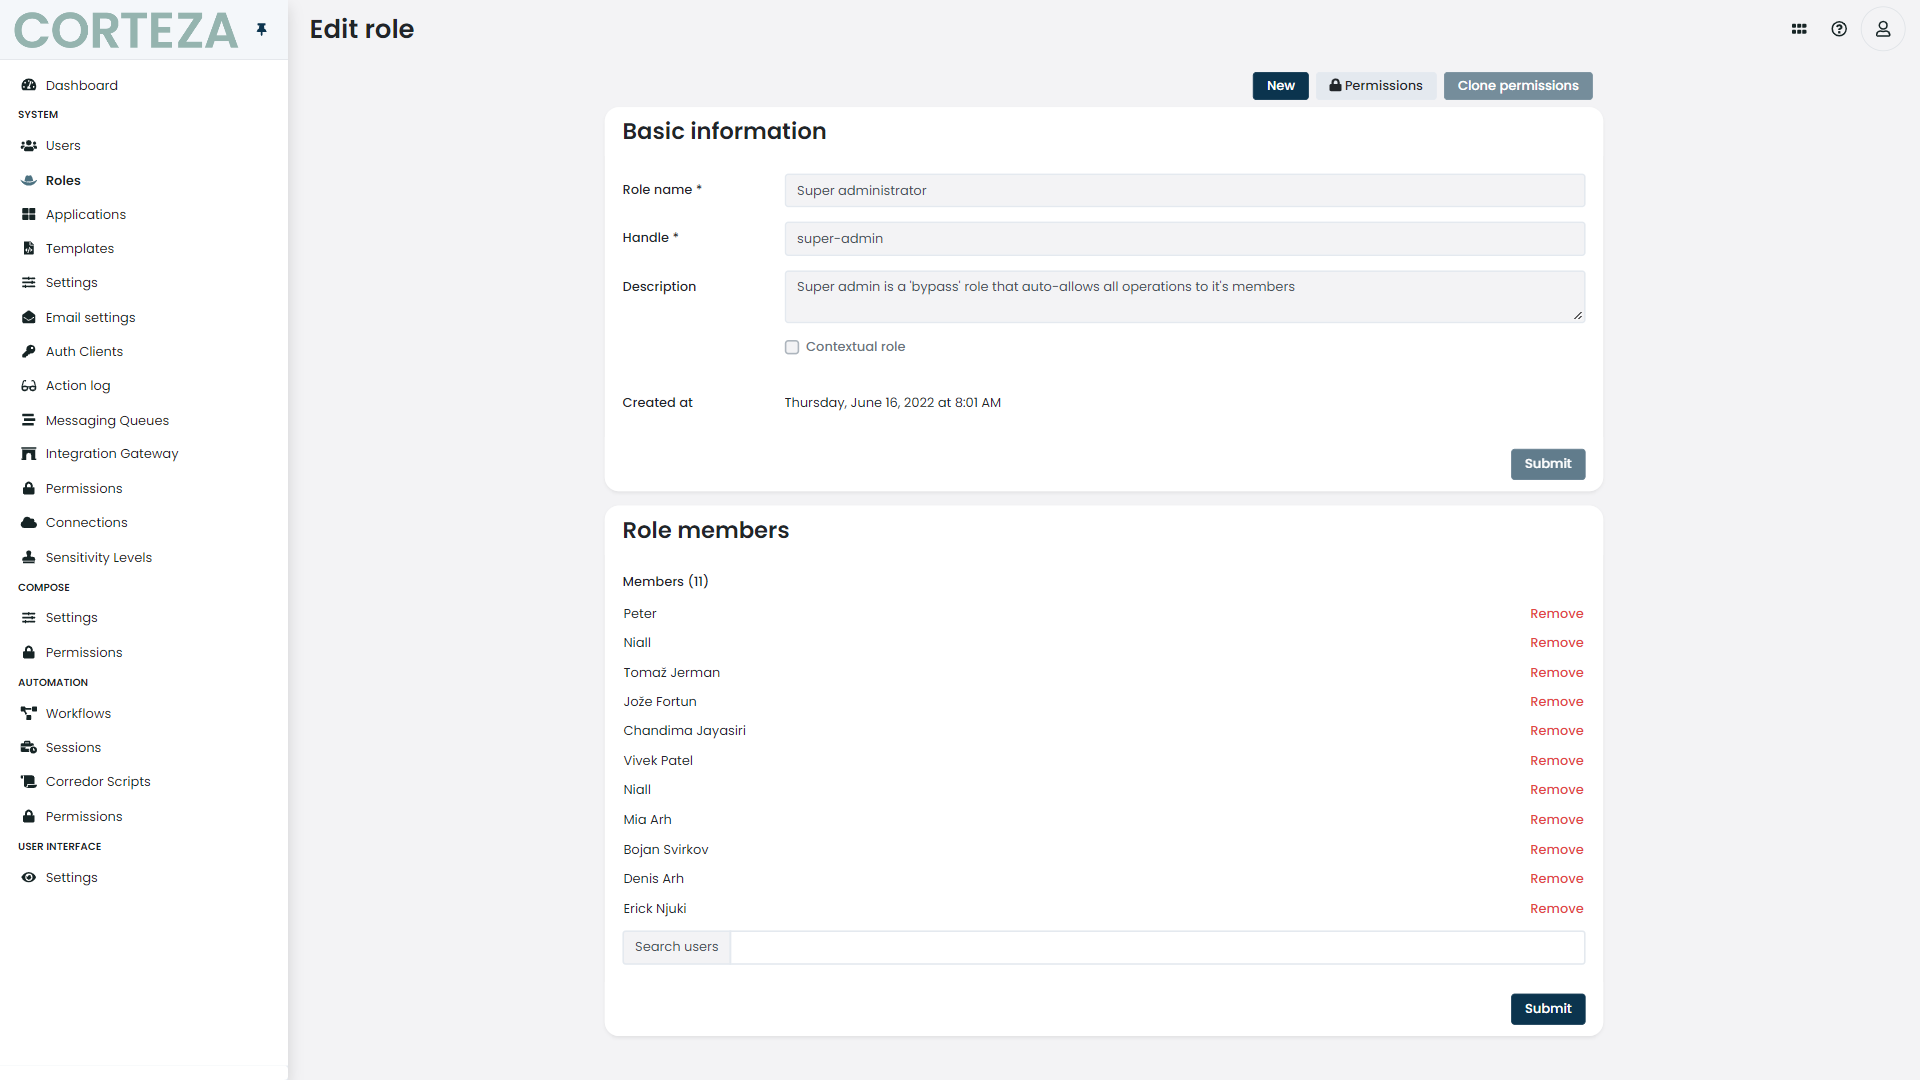 CORTEZA
Edit role
Dashboard
SYSTEM
Users
Roles
Applications
Templates
Settings
Email settings
Auth Clients
Action log
Messaging Queues
Integration Gateway
Permissions
Connections
Sensitivity Levels
COMPOSE
Settings
Permissions
AUTOMATION
Workflows
Sessions
Corredor Scripts
Permissions
USER INTERFACE
Settings
New Permissions Clone permissions
Basic information
Role name * Super administrator
Handle * super-admin
Description Super admin is a 'bypass' role that auto-allows all operations to it's members
Contextual role
Created at Thursday, June 16, 2022 at 8:01 AM
Submit
Role members
Members (11)
Peter Remove
Niall Remove
Tomaž Jerman Remove
Jože Fortun Remove
Chandima Jayasiri Remove
Vivek Patel Remove
Niall Remove
Mia Arh Remove
Bojan Svirkov Remove
Denis Arh Remove
Erick Njuki Remove
Search users
Submit